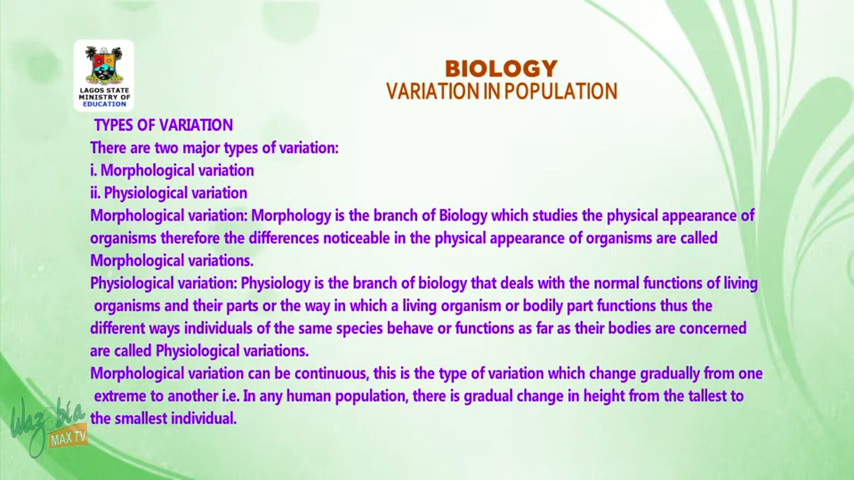 LAGOS STATE
MINISTRY OF
EDUCATION
BIOLOGY
VARIATION IN POPULATION
TYPES OF VARIATION
There are two major types of variation:
i. Morphological variation
ii. Physiological variation
Morphological variation: Morphology is the branch of Biology which studies the physical appearance of
organisms therefore the differences noticeable in the physical appearance of organisms are called
Morphological variations.
Physiological variation: Physiology is the branch of biology that deals with the normal functions of living
organisms and their parts or the way in which a living organism or bodily part functions thus the
different ways individuals of the same species behave or functions as far as their bodies are concerned
are called Physiological variations.
Morphological variation can be continuous, this is the type of variation which change gradually from one
extreme to another i.e. In any human population, there is gradual change in height from the tallest to
the smallest individual.
Waz bia
MAX TV